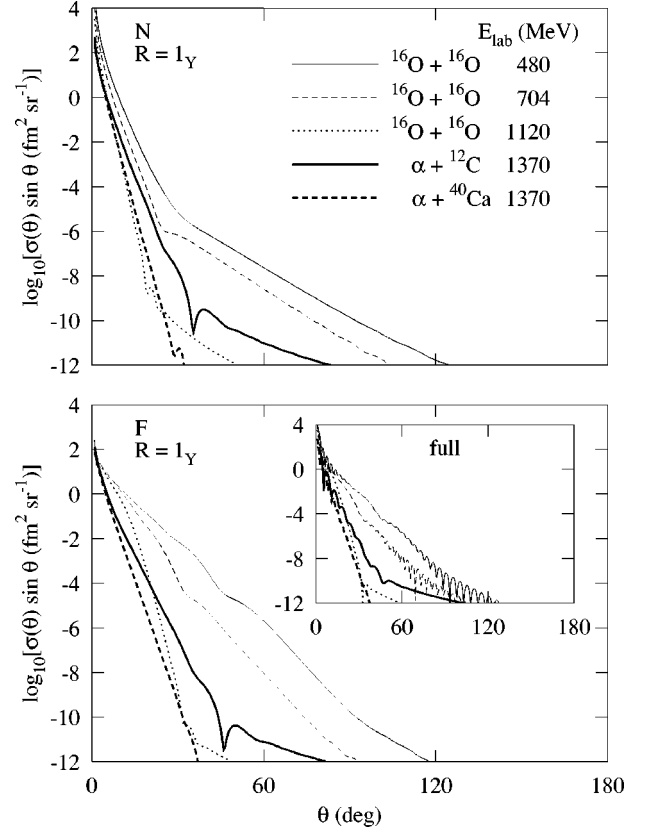 4
2
0
-2
-4
-6
-8
-10
-12
log₁₀[σ(θ) sin θ (fm² sr⁻¹)]
N
R = 1_Y
E_lab (MeV)
¹⁶O + ¹⁶O 480
¹⁶O + ¹⁶O 704
¹⁶O + ¹⁶O 1120
α + ¹²C 1370
α + ⁴⁰Ca 1370
4
2
0
-2
-4
-6
-8
-10
-12
log₁₀[σ(θ) sin θ (fm² sr⁻¹)]
F
R = 1_Y
full
4
0
-4
-8
-12
0 60 120 180
0 60 120 180
θ (deg)